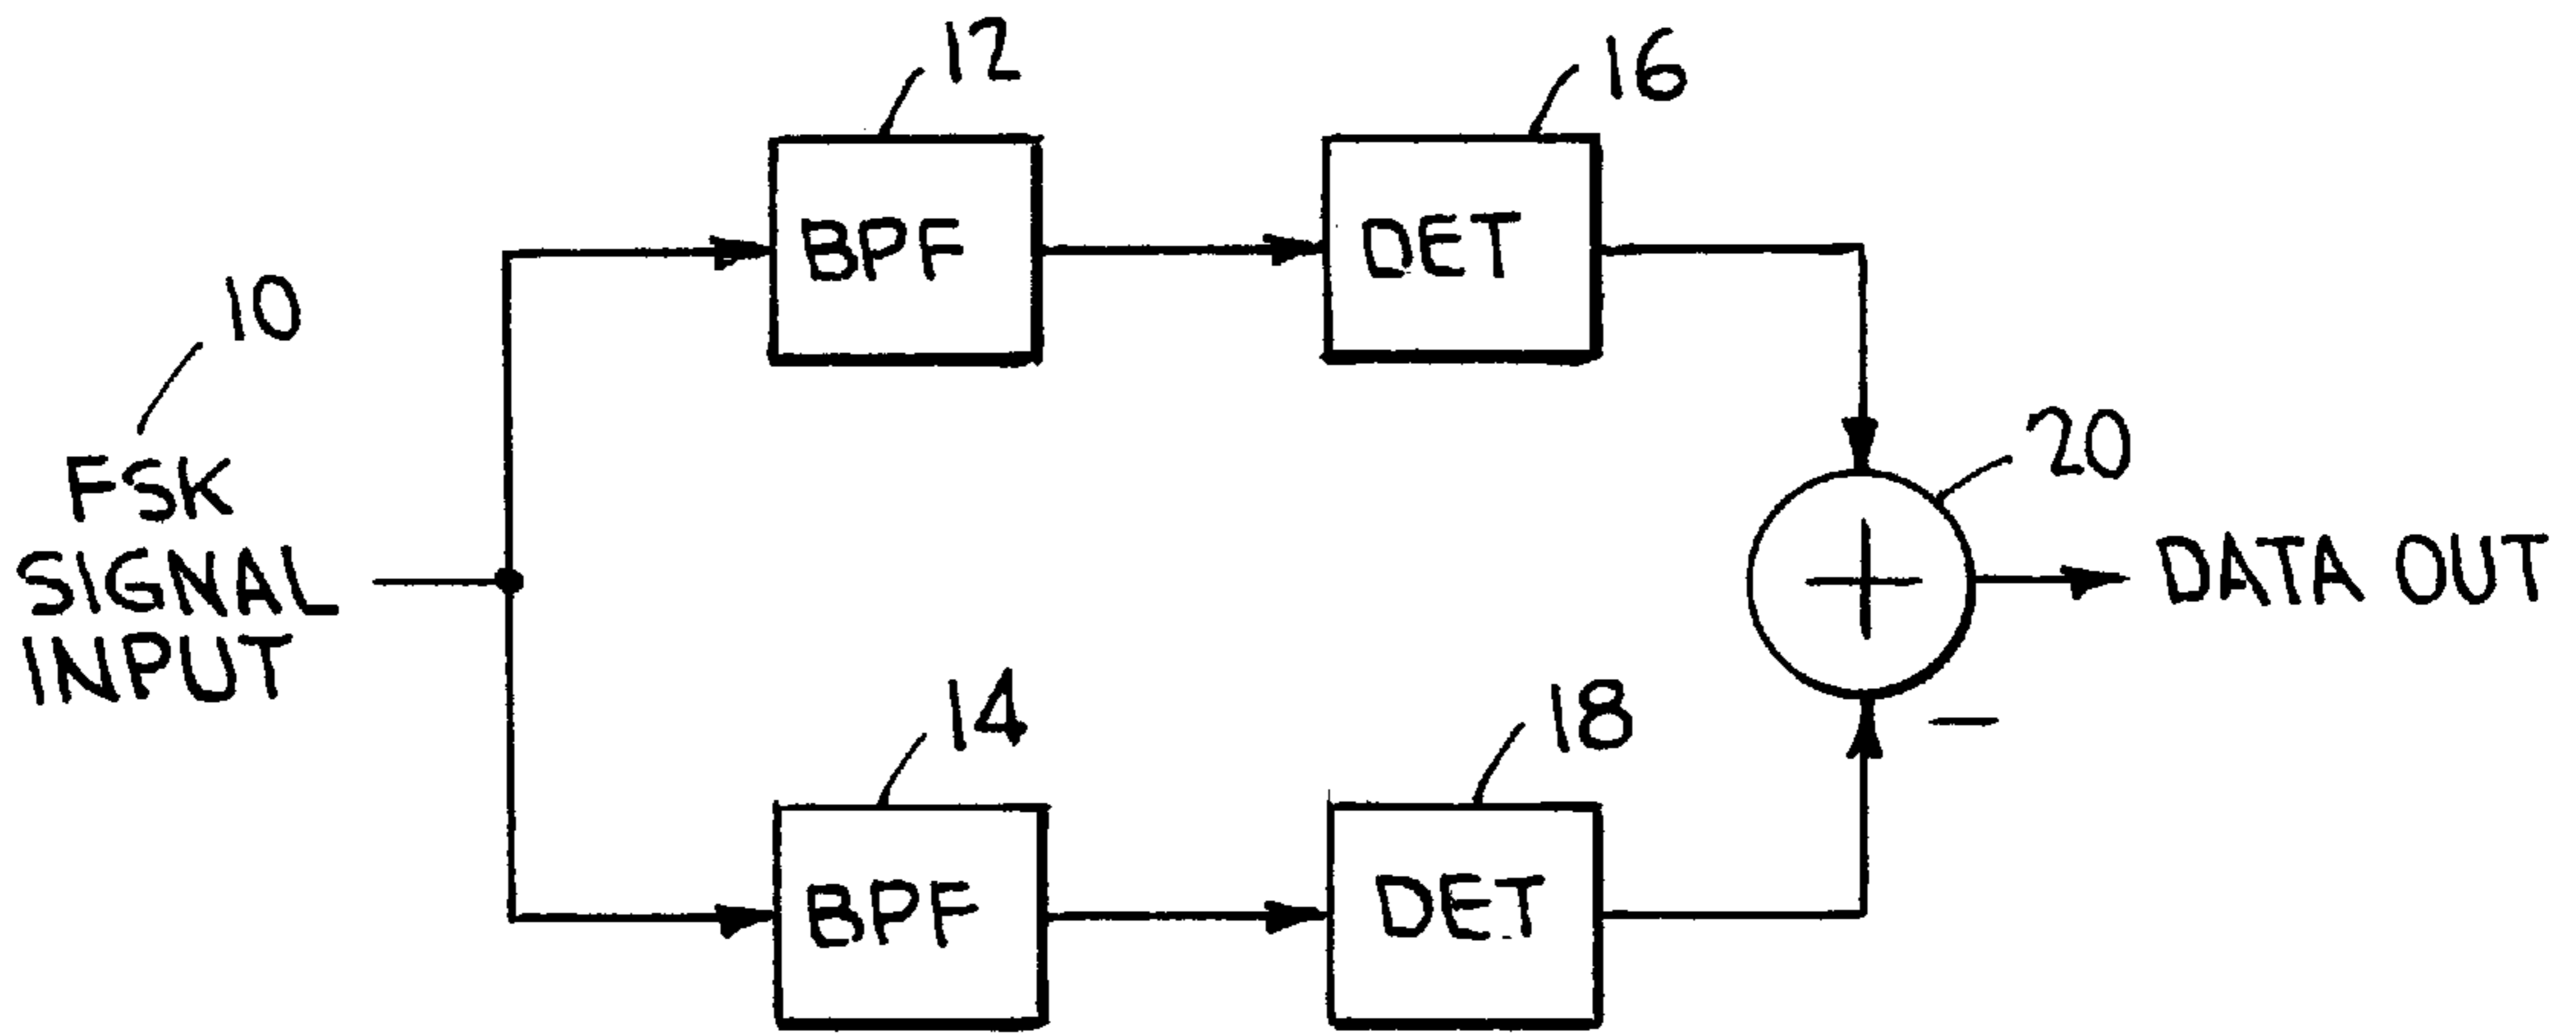 12
16
BPF
DET
10
FSK
SIGNAL
INPUT
20
+
DATA OUT
−
14
18
BPF
DET